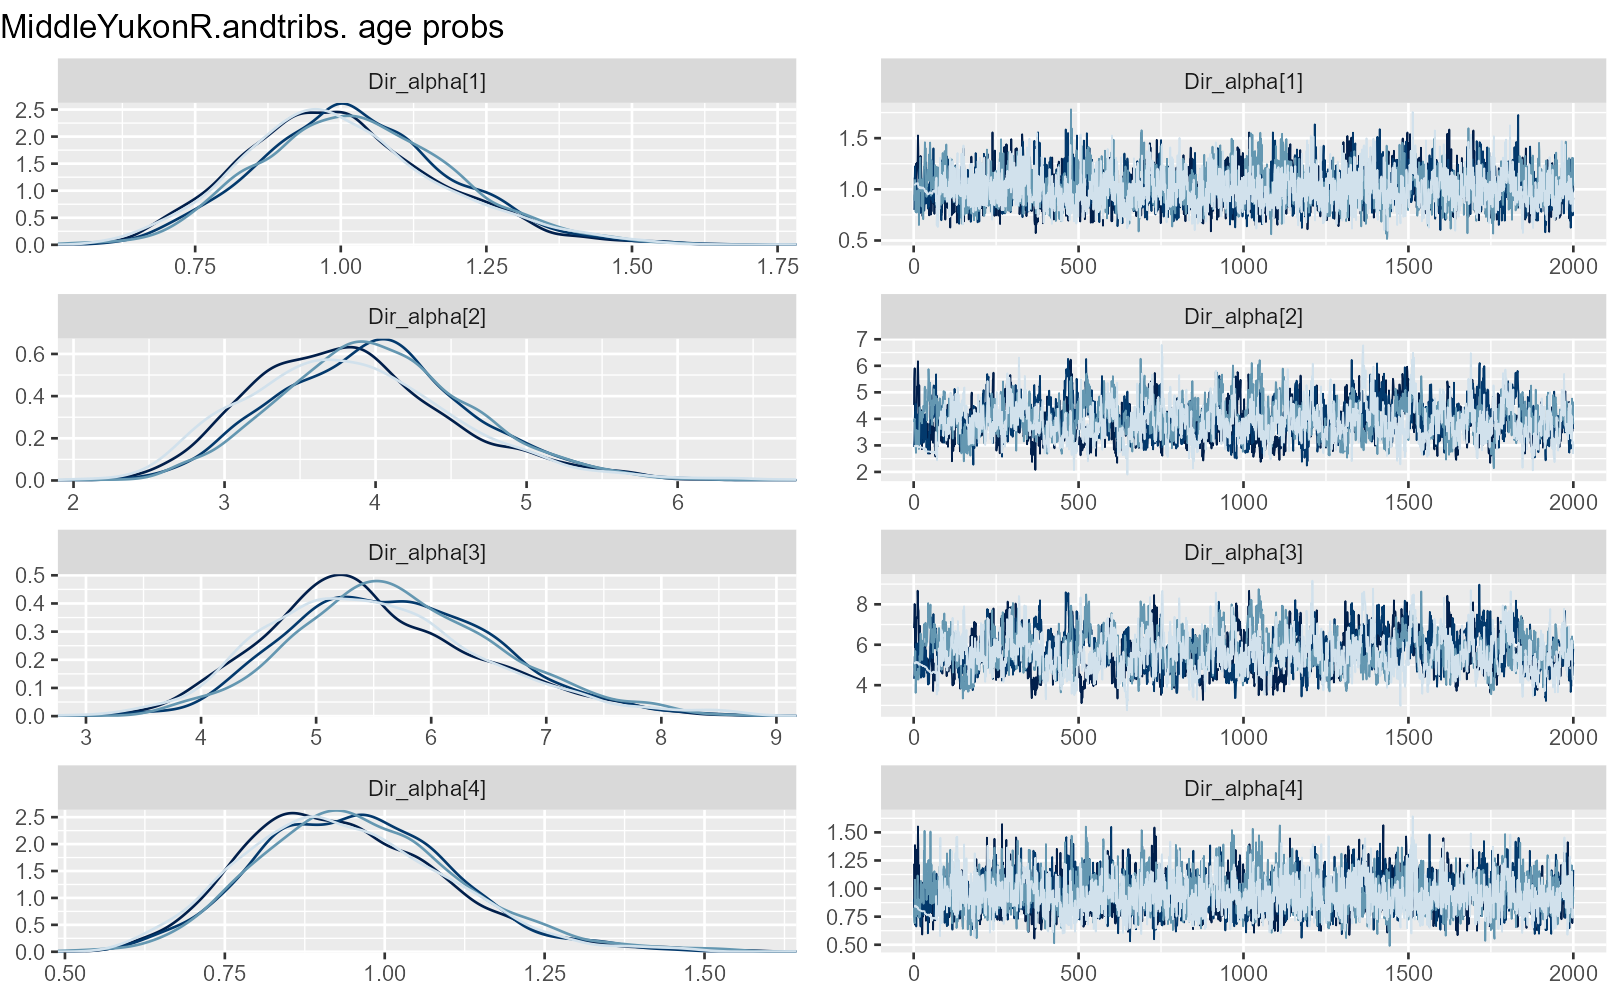 MiddleYukonR.andtribs. age probs
Dir_alpha[1]
2.5
2.0
1.5
1.0
0.5
0.0
0.75 1.00 1.25 1.50 1.75
Dir_alpha[1]
1.5
1.0
0.5
0 500 1000 1500 2000
Dir_alpha[2]
0.6
0.4
0.2
0.0
2 3 4 5 6
Dir_alpha[2]
7
6
5
4
3
2
0 500 1000 1500 2000
Dir_alpha[3]
0.5
0.4
0.3
0.2
0.1
0.0
3 4 5 6 7 8 9
Dir_alpha[3]
8
6
4
0 500 1000 1500 2000
Dir_alpha[4]
2.5
2.0
1.5
1.0
0.5
0.0
0.50 0.75 1.00 1.25 1.50
Dir_alpha[4]
1.50
1.25
1.00
0.75
0.50
0 500 1000 1500 2000